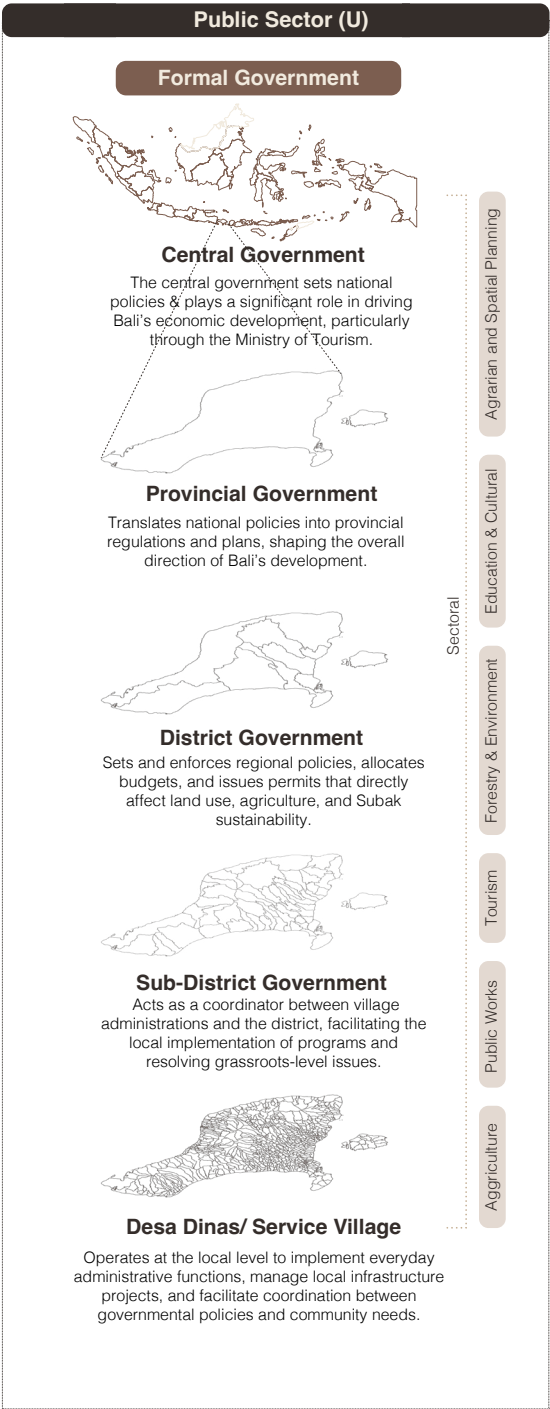 Public Sector (U)
Formal Government
Central Government
The central government sets national
policies & plays a significant role in driving
Bali's economic development, particularly
through the Ministry of Tourism.
Provincial Government
Translates national policies into provincial
regulations and plans, shaping the overall
direction of Bali's development.
District Government
Sets and enforces regional policies, allocates
budgets, and issues permits that directly
affect land use, agriculture, and Subak
sustainability.
Sub-District Government
Acts as a coordinator between village
administrations and the district, facilitating the
local implementation of programs and
resolving grassroots-level issues.
Desa Dinas/ Service Village
Operates at the local level to implement everyday
administrative functions, manage local infrastructure
projects, and facilitate coordination between
governmental policies and community needs.
Sectoral
Agrarian and Spatial Planning
Education & Cultural
Forestry & Environment
Tourism
Public Works
Aggriculture